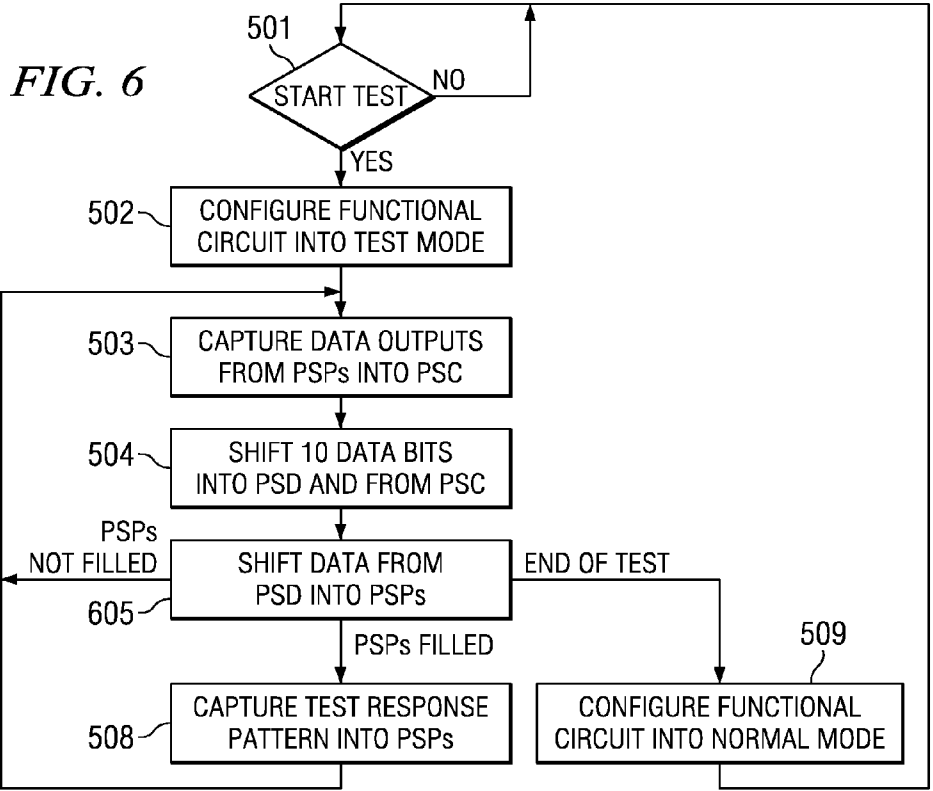 FIG. 6
501
START TEST
NO
YES
502
CONFIGURE FUNCTIONAL
CIRCUIT INTO TEST MODE
503
CAPTURE DATA OUTPUTS
FROM PSPs INTO PSC
504
SHIFT 10 DATA BITS
INTO PSD AND FROM PSC
PSPs
NOT FILLED
605
SHIFT DATA FROM
PSD INTO PSPs
END OF TEST
PSPs FILLED
508
CAPTURE TEST RESPONSE
PATTERN INTO PSPs
509
CONFIGURE FUNCTIONAL
CIRCUIT INTO NORMAL MODE